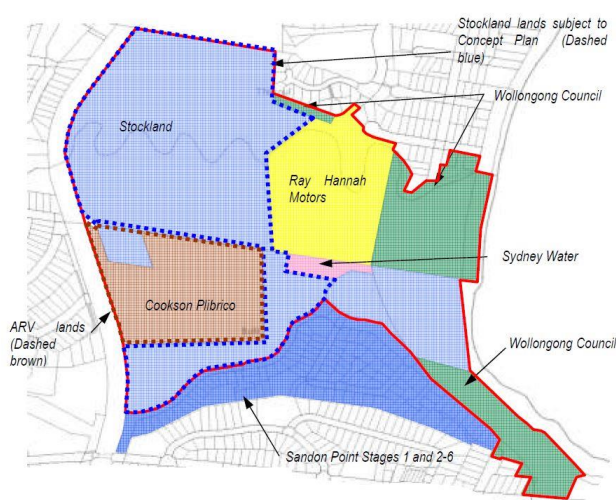 Stockland lands subject to
Concept Plan (Dashed
blue)
Wollongong Council
Stockland
Ray Hannah
Motors
Sydney Water
Cookson Plibrico
ARV lands
(Dashed
brown)
Wollongong Council
Sandon Point Stages 1 and 2-6